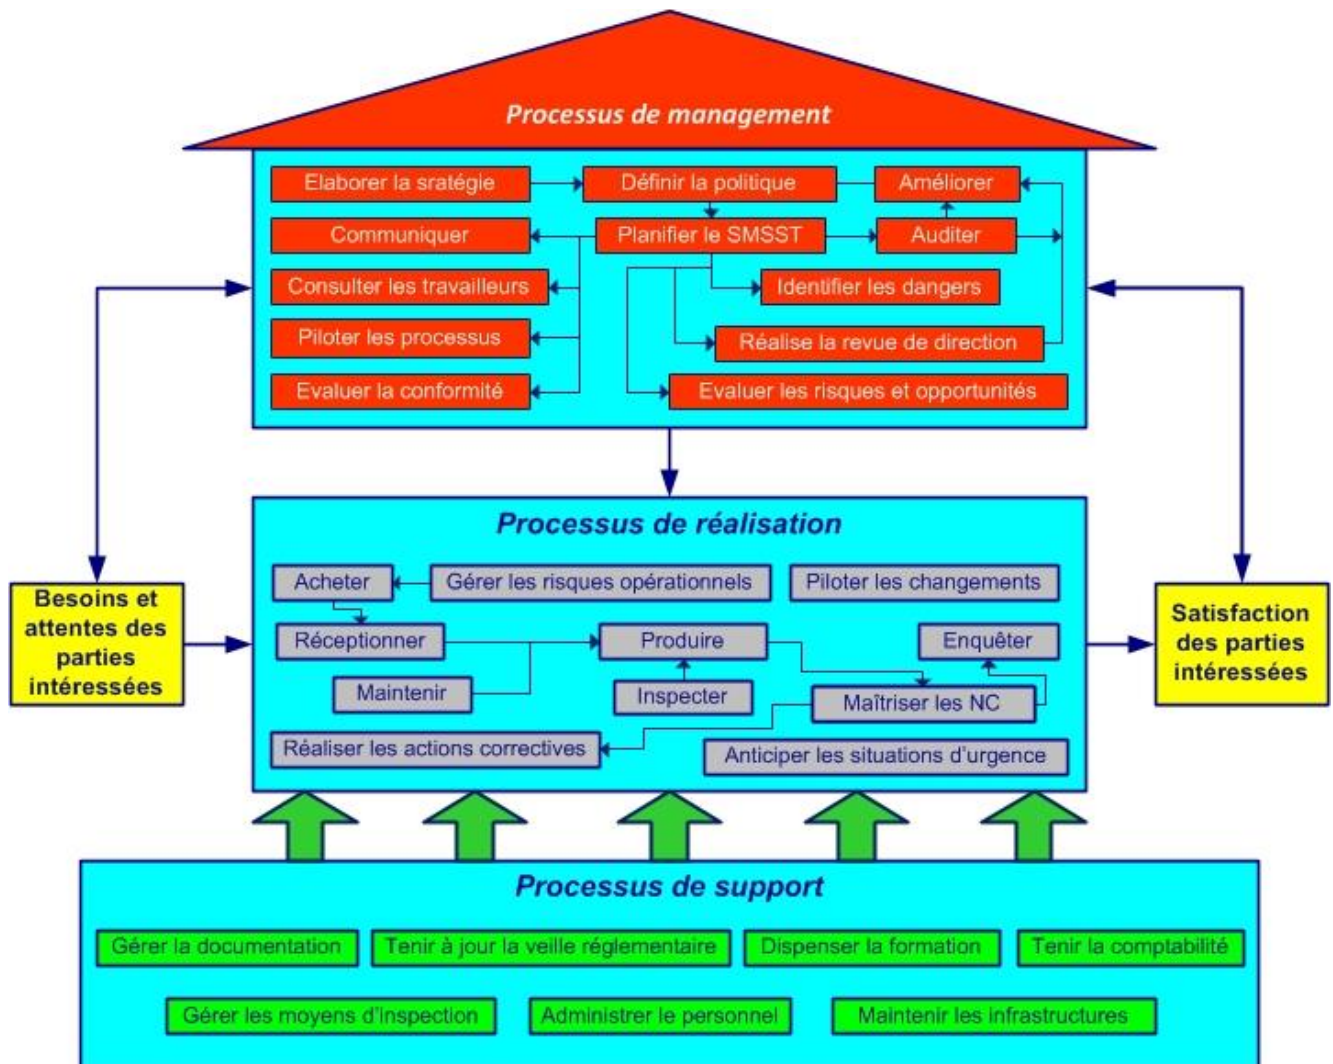 Processus de management
Elaborer la sratégie
Définir la politique
Améliorer
Communiquer
Planifier le SMSST
Auditer
Consulter les travailleurs
Identifier les dangers
Piloter les processus
Réalise la revue de direction
Evaluer la conformité
Evaluer les risques et opportunités
Processus de réalisation
Acheter
Gérer les risques opérationnels
Piloter les changements
Réceptionner
Produire
Enquêter
Maintenir
Inspecter
Maîtriser les NC
Réaliser les actions correctives
Anticiper les situations d'urgence
Besoins et
attentes des
parties
intéressées
Satisfaction
des parties
intéressées
Processus de support
Gérer la documentation
Tenir à jour la veille réglementaire
Dispenser la formation
Tenir la comptabilité
Gérer les moyens d'inspection
Administrer le personnel
Maintenir les infrastructures